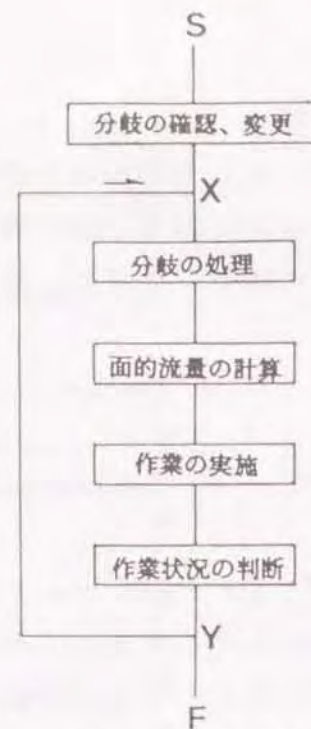 S
分岐の確認、変更
X
分岐の処理
面的流量の計算
作業の実施
作業状況の判断
Y
F